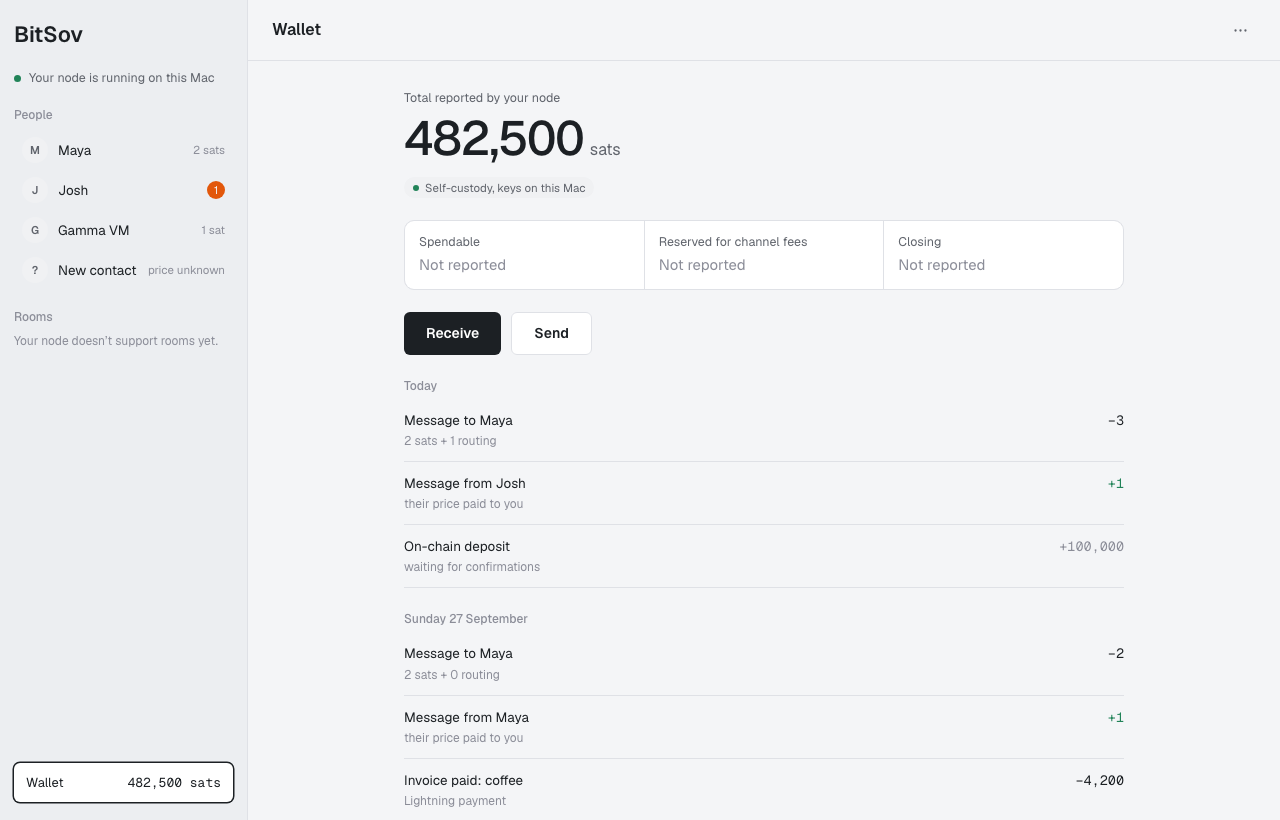 BitSov
Your node is running on this Mac
People
M Maya 2 sats
J Josh 1
G Gamma VM 1 sat
? New contact price unknown
Rooms
Your node doesn't support rooms yet.
Wallet 482,500 sats
Wallet
Total reported by your node
482,500 sats
Self-custody, keys on this Mac
Spendable
Not reported
Reserved for channel fees
Not reported
Closing
Not reported
Receive
Send
Today
Message to Maya −3
2 sats + 1 routing
Message from Josh +1
their price paid to you
On-chain deposit +100,000
waiting for confirmations
Sunday 27 September
Message to Maya −2
2 sats + 0 routing
Message from Maya +1
their price paid to you
Invoice paid: coffee −4,200
Lightning payment